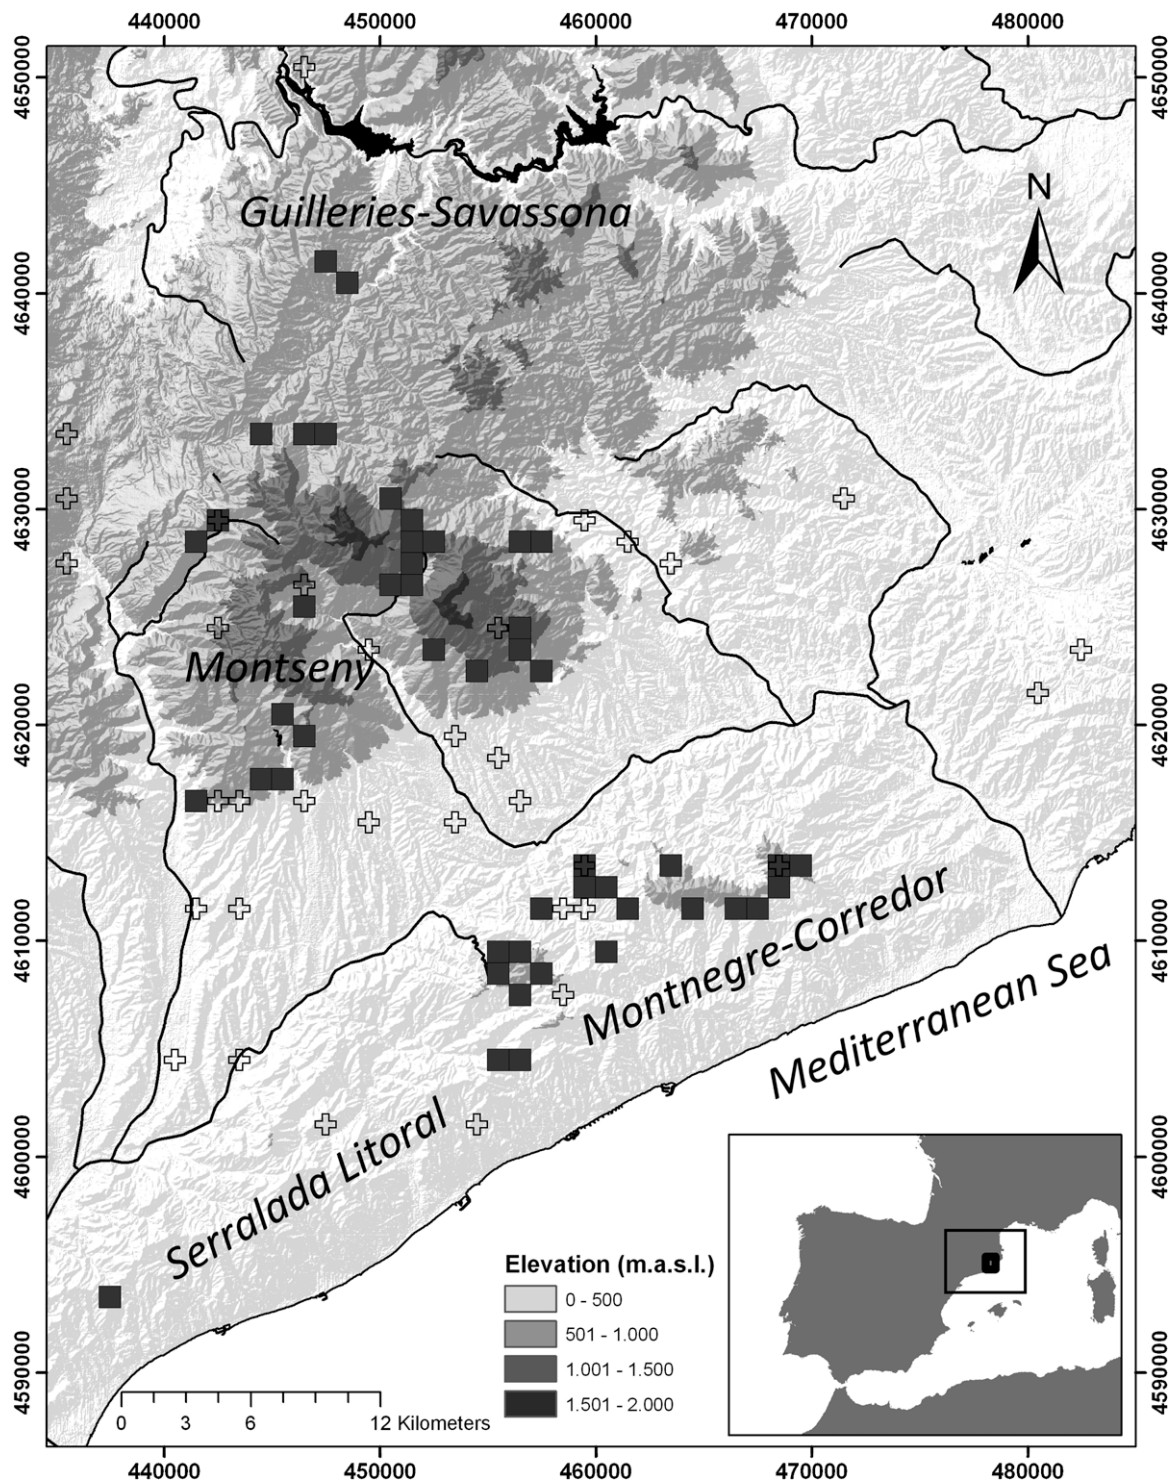 440000 450000 460000 470000 480000
4650000 4650000
Guilleries-Savassona
N
4640000 4640000
4630000 4630000
Montseny
4620000 4620000
4610000 4610000
Montnegre-Corredor
Mediterranean Sea
4600000 4600000
Serralada Litoral
Elevation (m.a.s.l.)
0 - 500
501 - 1.000
1.001 - 1.500
1.501 - 2.000
4590000 4590000
0 3 6 12 Kilometers
440000 450000 460000 470000 480000